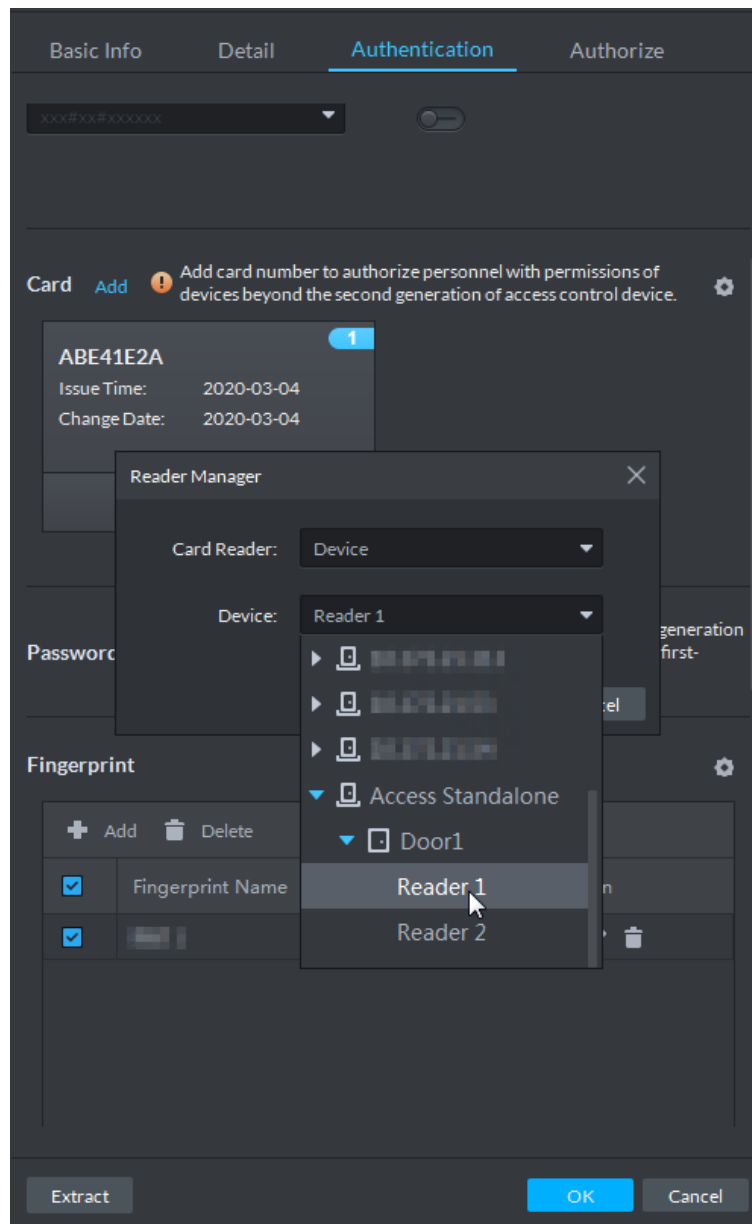 Basic Info Detail Authentication Authorize
xxx#xx#xxxxxx
Card Add Add card number to authorize personnel with permissions of
devices beyond the second generation of access control device.
1
ABE41E2A
Issue Time: 2020-03-04
Change Date: 2020-03-04
Reader Manager
Card Reader: Device
Device: Reader 1
generation
Password
first-
Access Standalone
Door1
Reader 1
Reader 2
Fingerprint
Add Delete
Fingerprint Name
Extract OK Cancel